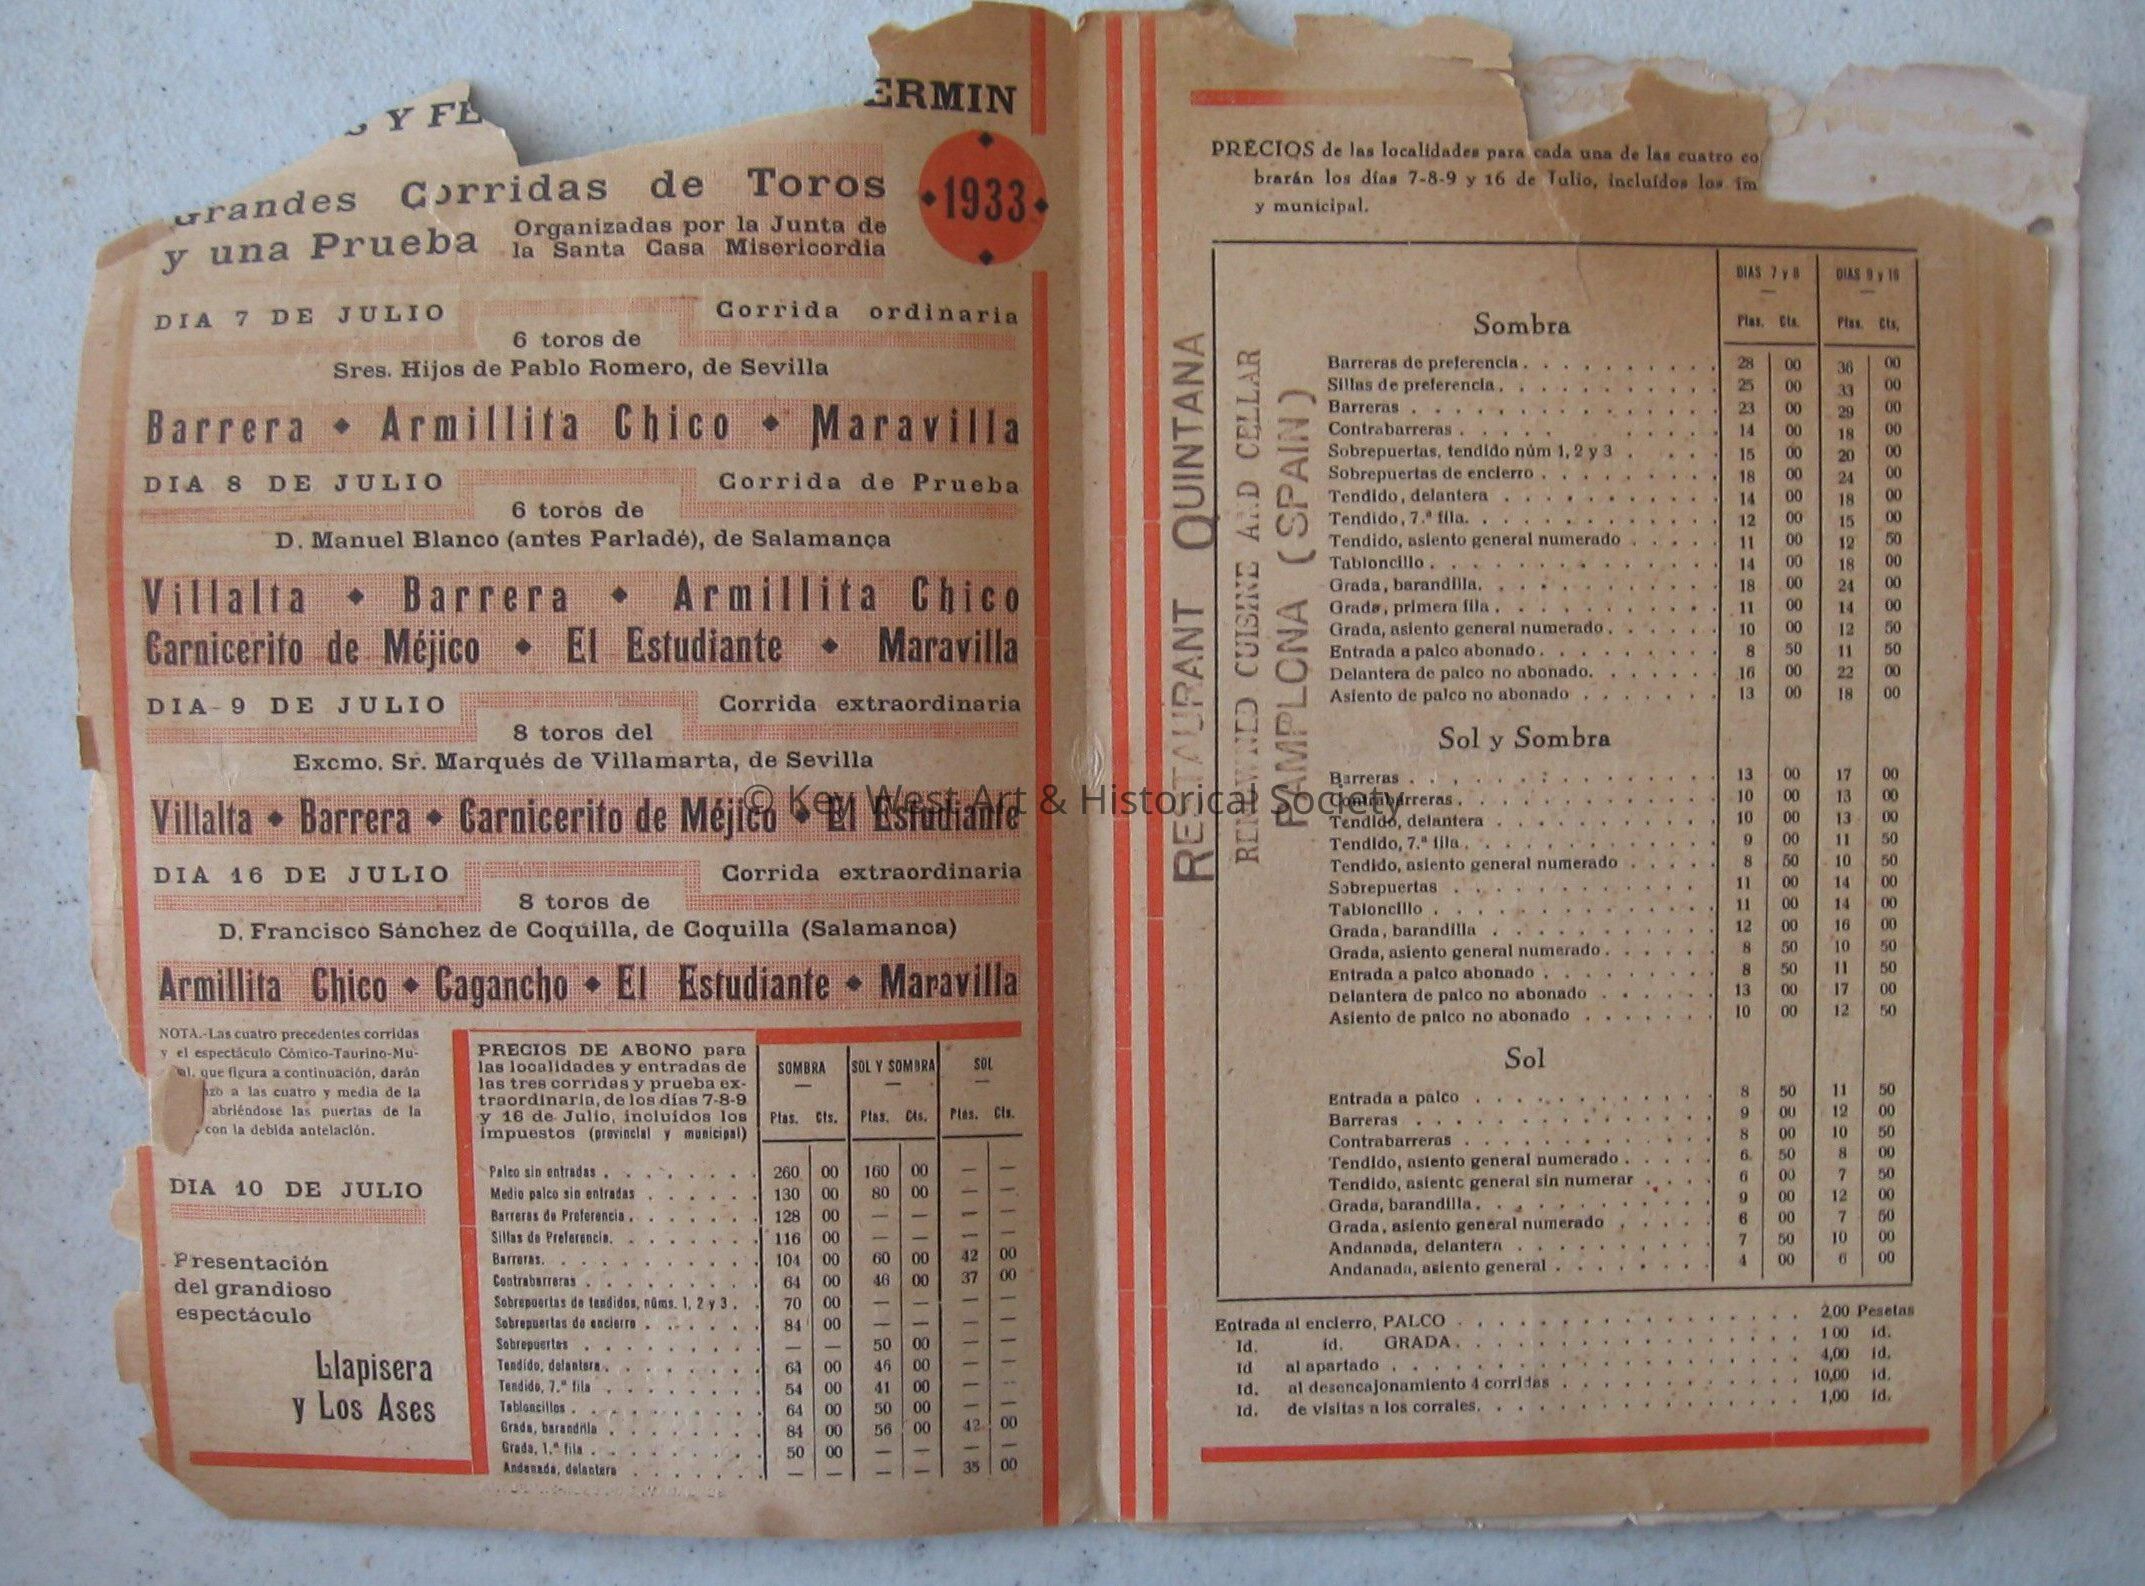 Y FE
ERMIN
Grandes Corridas de Toros
y una Prueba
Organizadas por la Junta de
la Santa Casa Misericordia
1933
DIA 7 DE JULIO
Corrida ordinaria
6 toros de
Sres. Hijos de Pablo Romero, de Sevilla
Barrera • Armillita Chico • Maravilla
DIA 8 DE JULIO
Corrida de Prueba
6 toros de
D. Manuel Blanco (antes Parladé), de Salamanca
Villalta • Barrera • Armillita Chico
Carnicerito de Méjico • El Estudiante • Maravilla
DIA 9 DE JULIO
Corrida extraordinaria
8 toros del
Excmo. Sr. Marqués de Villamarta, de Sevilla
Villalta • Barrera • Carnicerito de Méjico • El Estudiante
DIA 16 DE JULIO
Corrida extraordinaria
8 toros de
D. Francisco Sánchez de Coquilla, de Coquilla (Salamanca)
Armillita Chico • Cagancho • El Estudiante • Maravilla
NOTA.-Las cuatro precedentes corridas
y el espectáculo Cómico-Taurino-Mu-
al, que figura a continuación, darán
zo a las cuatro y media de la
abriéndose las puertas de la
con la debida antelación.
DIA 10 DE JULIO
Presentación
del grandioso
espectáculo
Llapisera
y Los Ases
PRECIOS DE ABONO para
las localidades y entradas de
las tres corridas y prueba ex-
traordinaria, de los días 7-8-9
y 16 de Julio, incluídos los
impuestos (provincial y municipal)
SOMBRA SOL Y SOMBRA SOL
Ptas. Cts. Ptas. Cts. Ptas. Cts.
Palco sin entradas 260 00 160 00 — —
Medio palco sin entradas 130 00 80 00 — —
Barreras de Preferencia 128 00 — — — —
Sillas de Preferencia 116 00 — — — —
Barreras 104 00 60 00 42 00
Contrabarreras 64 00 46 00 37 00
Sobrepuertas de tendidos, núms. 1, 2 y 3 70 00 — — — —
Sobrepuertas de encierro 84 00 — — — —
Sobrepuertas — — 50 00 — —
Tendido, delantera 64 00 46 00 — —
Tendido, 7.ª fila 54 00 41 00 — —
Tabloncillos 64 00 50 00 — —
Grada, barandilla 84 00 56 00 42 00
Grada, 1.ª fila 50 00 — — — —
Andanada, delantera — — — — 35 00
PRECIOS de las localidades para cada una de las cuatro co
brarán los días 7-8-9 y 16 de Julio, incluídos los im
y municipal.
DIAS 7 y 8 DIAS 9 y 16
Ptas. Cts. Ptas. Cts.
Sombra
Barreras de preferencia 28 00 36 00
Sillas de preferencia 25 00 33 00
Barreras 23 00 29 00
Contrabarreras 14 00 18 00
Sobrepuertas, tendido núm 1, 2 y 3 15 00 20 00
Sobrepuertas de encierro 18 00 24 00
Tendido, delantera 14 00 18 00
Tendido, 7.ª fila 12 00 15 00
Tendido, asiento general numerado 11 00 12 50
Tabloncillo 14 00 18 00
Grada, barandilla 18 00 24 00
Grada, primera fila 11 00 14 00
Grada, asiento general numerado 10 00 12 50
Entrada a palco abonado 8 50 11 50
Delantera de palco no abonado 16 00 22 00
Asiento de palco no abonado 13 00 18 00
Sol y Sombra
Barreras 13 00 17 00
Contrabarreras 10 00 13 00
Tendido, delantera 10 00 13 00
Tendido, 7.ª fila 9 00 11 50
Tendido, asiento general numerado 8 50 10 50
Sobrepuertas 11 00 14 00
Tabloncillo 11 00 14 00
Grada, barandilla 12 00 16 00
Grada, asiento general numerado 8 50 10 50
Entrada a palco abonado 8 50 11 50
Delantera de palco no abonado 13 00 17 00
Asiento de palco no abonado 10 00 12 50
Sol
Entrada a palco 8 50 11 50
Barreras 9 00 12 00
Contrabarreras 8 00 10 50
Tendido, asiento general numerado 6 50 8 00
Tendido, asiento general sin numerar 6 00 7 50
Grada, barandilla 9 00 12 00
Grada, asiento general numerado 6 00 7 50
Andanada, delantera 7 50 10 00
Andanada, asiento general 4 00 6 00
Entrada al encierro, PALCO 2,00 Pesetas
Id. id. GRADA 1 00 id.
Id al apartado 4,00 id.
Id. al desencajonamiento 4 corridas 10,00 id.
Id. de visitas a los corrales 1,00 id.
RESTAURANT QUINTANA
RENOWNED CUISINE AND CELLAR
PAMPLONA (SPAIN)
© Key West Art & Historical Society